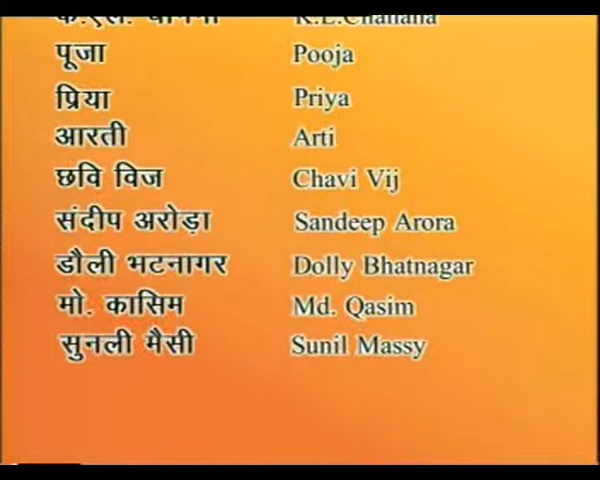 K.L.Chanana
पूजा Pooja
प्रिया Priya
आरती Arti
छवि विज Chavi Vij
संदीप अरोड़ा Sandeep Arora
डौली भटनागर Dolly Bhatnagar
मो. कासिम Md. Qasim
सुनली मैसी Sunil Massy